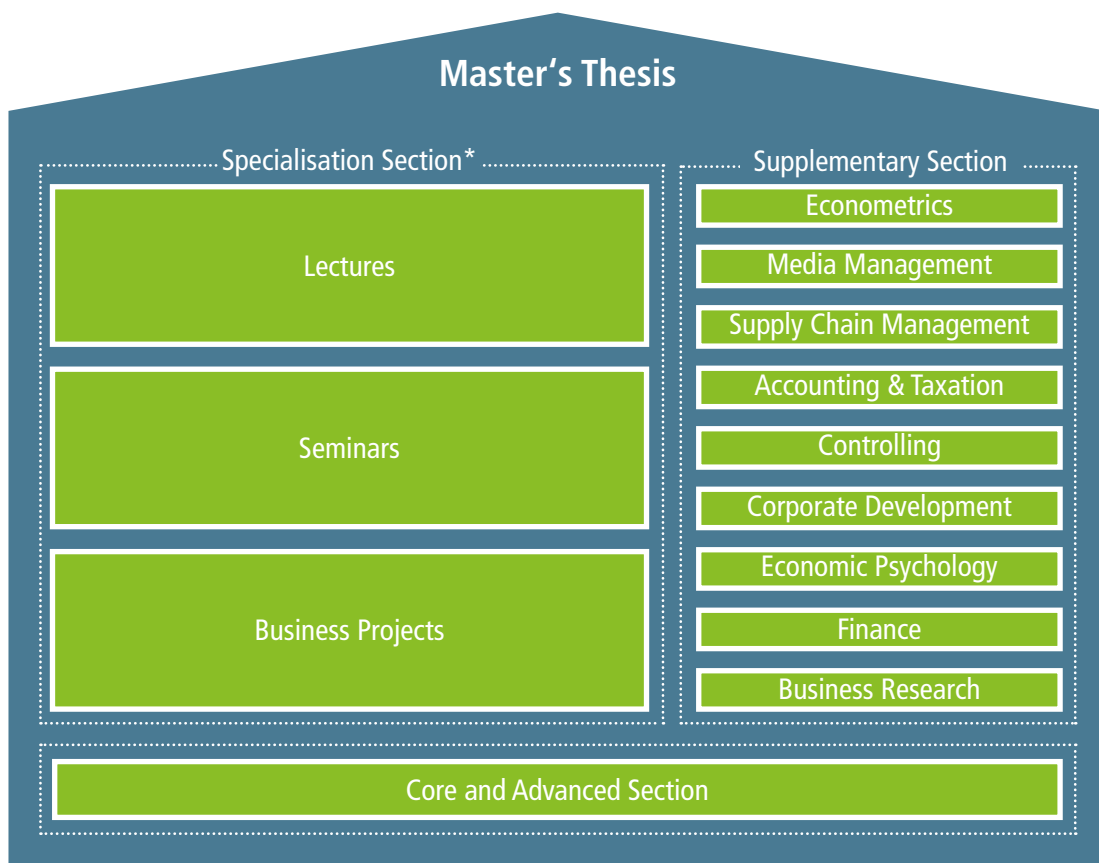 Master‘s Thesis
Specialisation Section*
Lectures
Seminars
Business Projects
Supplementary Section
Econometrics
Media Management
Supply Chain Management
Accounting & Taxation
Controlling
Corporate Development
Economic Psychology
Finance
Business Research
Core and Advanced Section